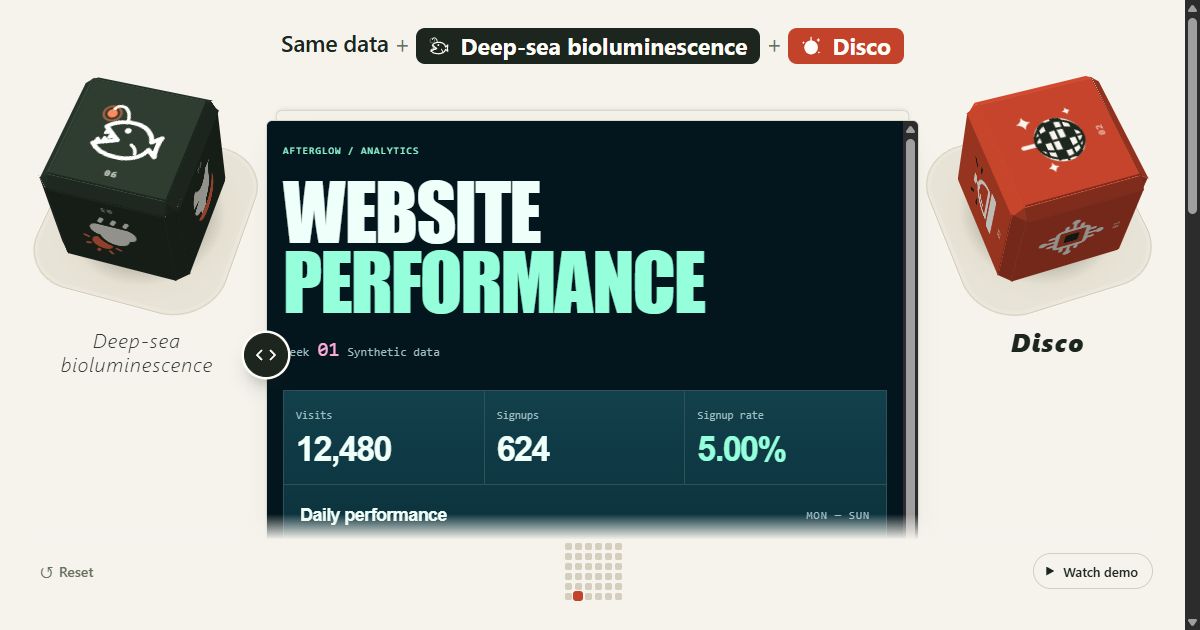 Same data + Deep-sea bioluminescence + Disco
AFTERGLOW / ANALYTICS
WEBSITE
PERFORMANCE
01 Synthetic data
Visits
Signups
Signup rate
12,480
624
5.00%
Daily performance
MON — SUN
06
Deep-sea
bioluminescence
Disco
Reset
Watch demo